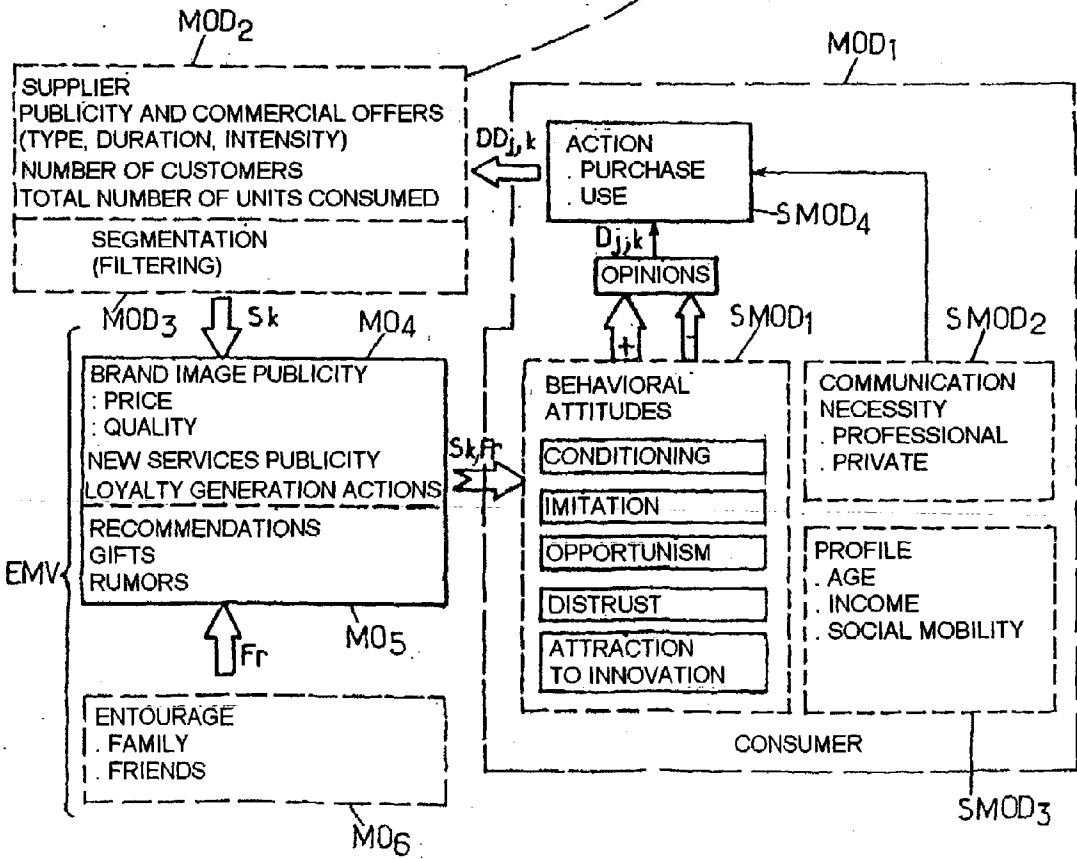 MOD2
SUPPLIER
PUBLICITY AND COMMERCIAL OFFERS
(TYPE, DURATION, INTENSITY)
NUMBER OF CUSTOMERS
TOTAL NUMBER OF UNITS CONSUMED
SEGMENTATION
(FILTERING)
MOD3
Sk
MO4
BRAND IMAGE PUBLICITY
: PRICE
: QUALITY
NEW SERVICES PUBLICITY
LOYALTY GENERATION ACTIONS
RECOMMENDATIONS
GIFTS
RUMORS
EMV
MO5
Fr
ENTOURAGE
. FAMILY
. FRIENDS
MO6
MOD1
DDj,k
ACTION
. PURCHASE
. USE
SMOD4
Dj,k
OPINIONS
+
-
SMOD1
SMOD2
Sk,Fr
BEHAVIORAL
ATTITUDES
CONDITIONING
IMITATION
OPPORTUNISM
DISTRUST
ATTRACTION
TO INNOVATION
COMMUNICATION
NECESSITY
. PROFESSIONAL
. PRIVATE
PROFILE
. AGE
. INCOME
. SOCIAL MOBILITY
CONSUMER
SMOD3